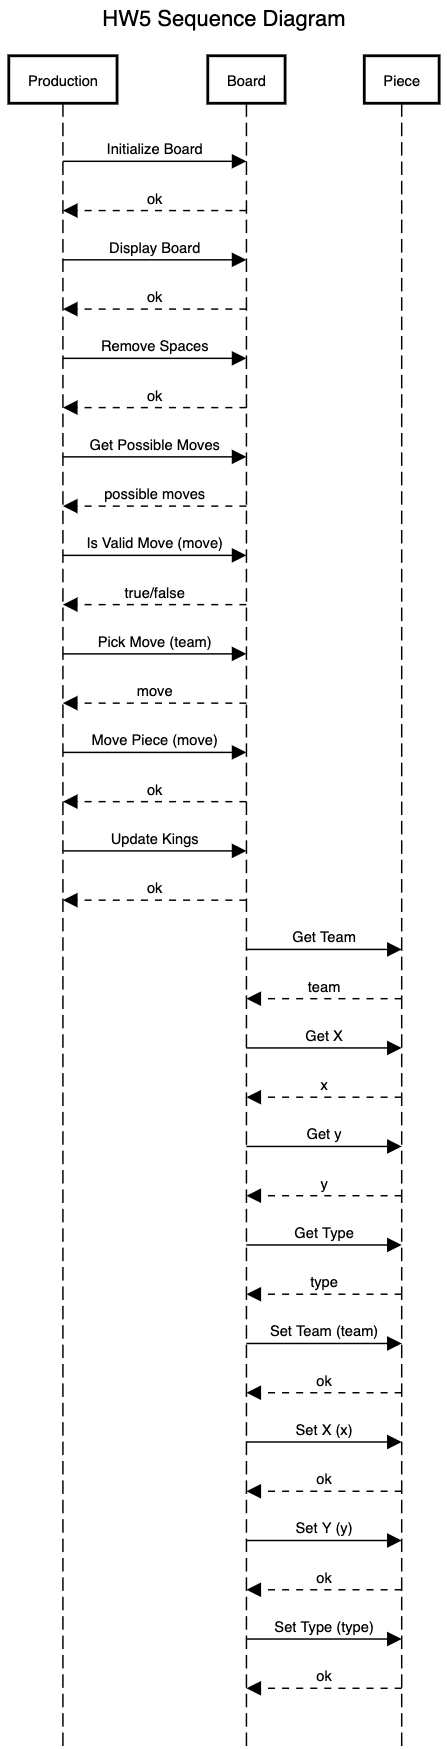 HW5 Sequence Diagram
Production
Board
Piece
Initialize Board
ok
Display Board
ok
Remove Spaces
ok
Get Possible Moves
possible moves
Is Valid Move (move)
true/false
Pick Move (team)
move
Move Piece (move)
ok
Update Kings
ok
Get Team
team
Get X
x
Get y
y
Get Type
type
Set Team (team)
ok
Set X (x)
ok
Set Y (y)
ok
Set Type (type)
ok